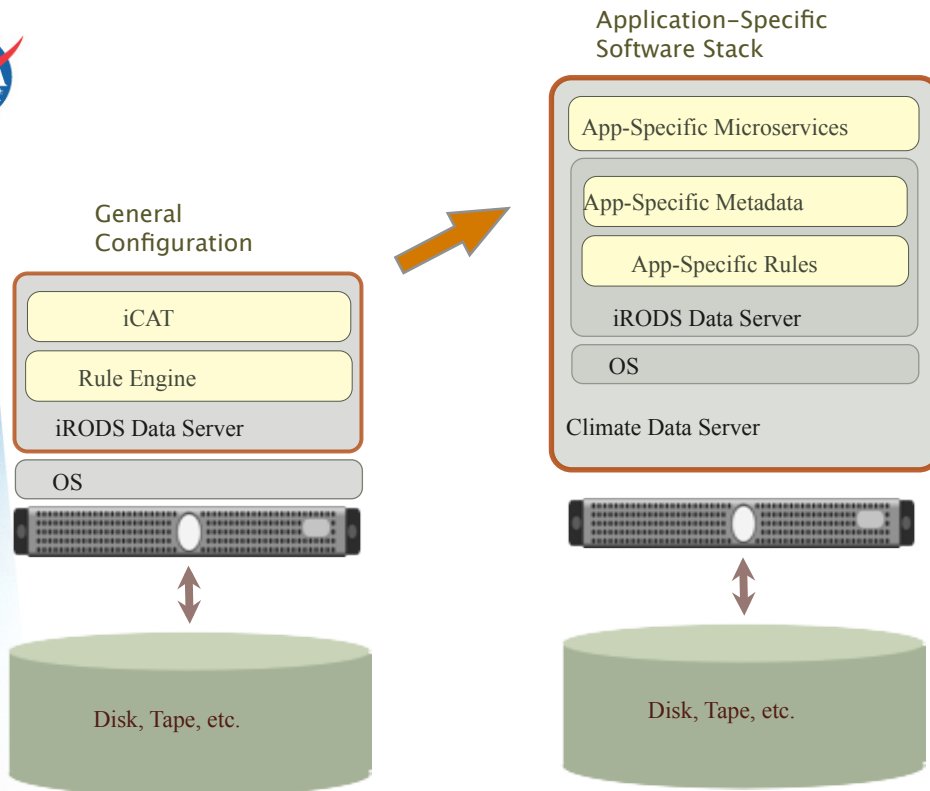 Application-Specific
Software Stack
App-Specific Microservices
App-Specific Metadata
App-Specific Rules
iRODS Data Server
OS
Climate Data Server
Disk, Tape, etc.
General
Configuration
iCAT
Rule Engine
iRODS Data Server
OS
Disk, Tape, etc.